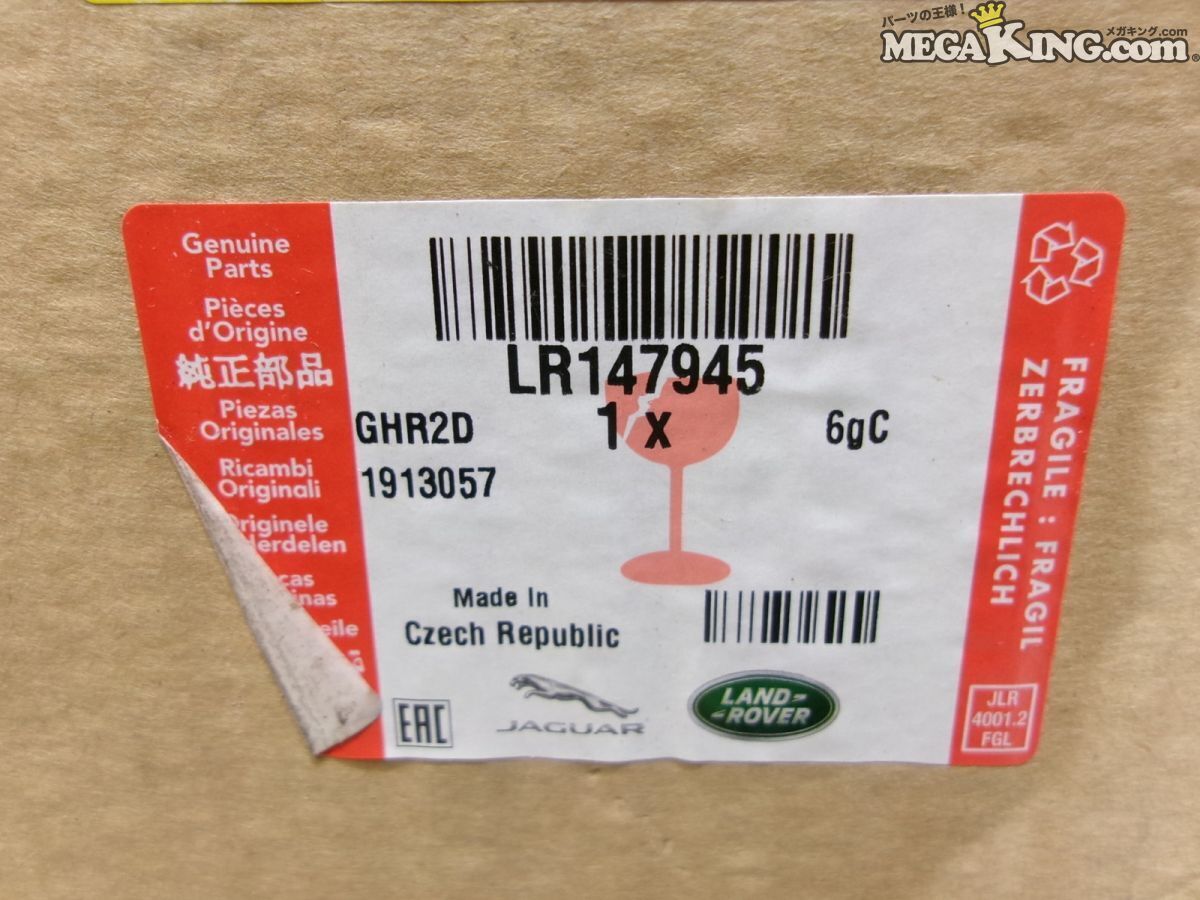 パーツの王様！
メガキング.com
MEGAKING.com
Genuine
Parts
Pièces
d'Origine
純正部品
Piezas
Originales
Ricambi
Originali
LR147945
GHR2D
1 x
6gC
1913057
Made In
Czech Republic
EAC
JAGUAR
LAND-
-ROVER
FRAGILE : FRAGIL
ZERBRECHLICH
JLR
4001.2
FGL